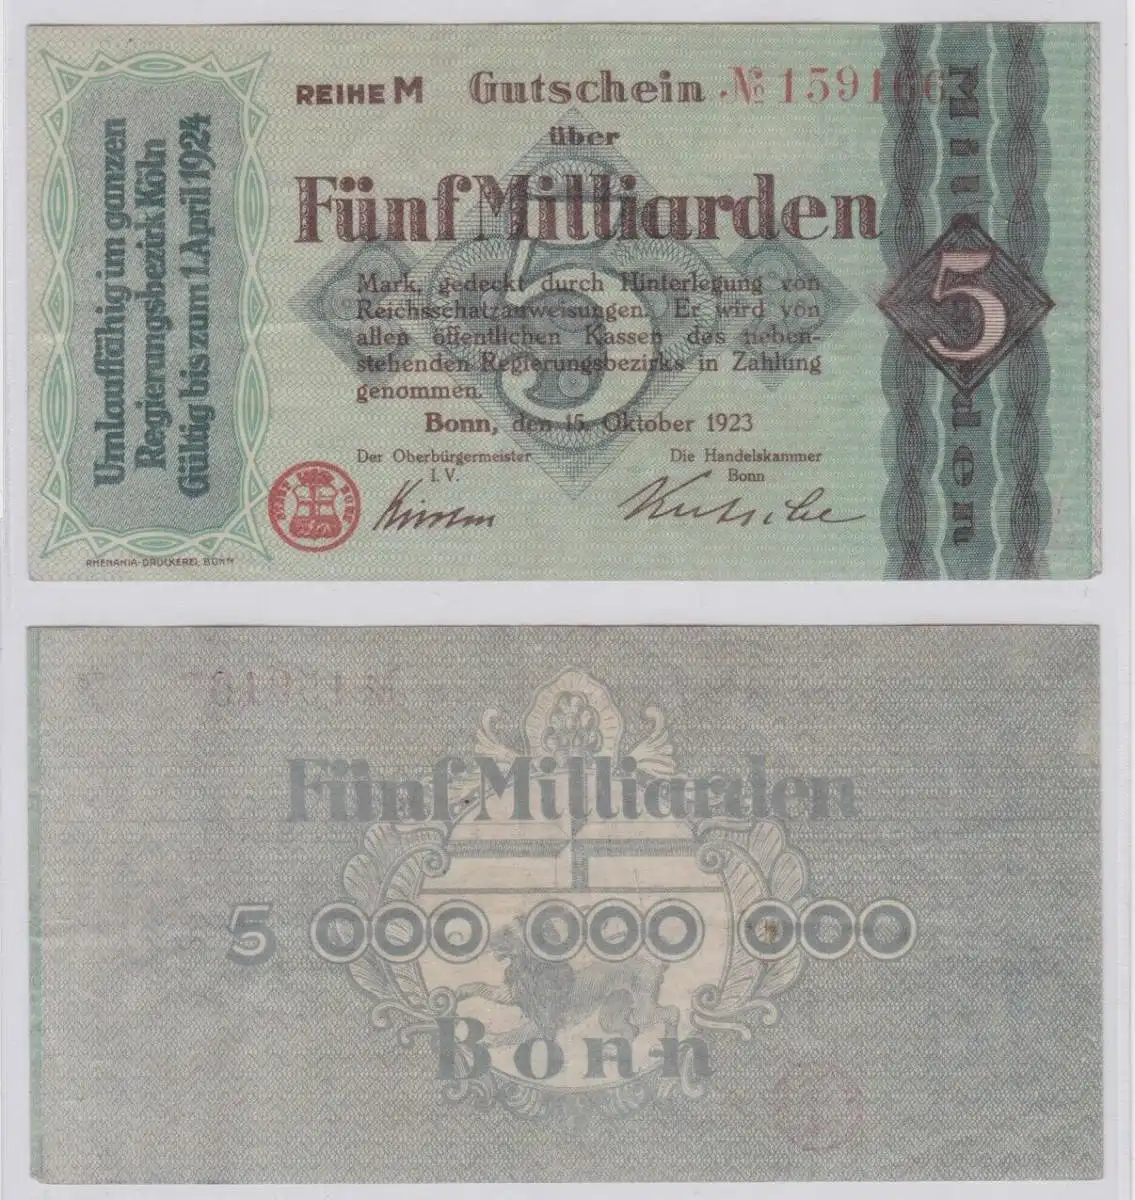 Umlauffähig im ganzen
Regierungsbezirk Köln
Gültig bis zum 1. April 1924
REIHE M Gutschein № 159166
über
Fünf Milliarden
Mark, gedeckt durch Hinterlegung von
Reichsschatzanweisungen. Er wird von
allen öffentlichen Kassen des neben-
stehenden Regierungsbezirks in Zahlung
genommen.
Bonn, den 15. Oktober 1923
Der Oberbürgermeister
I. V.
Die Handelskammer
Bonn
5
Milliarden
5
RHENANIA-DRUCKEREI, BONN
Fünf Milliarden
5 000 000 000
Bonn